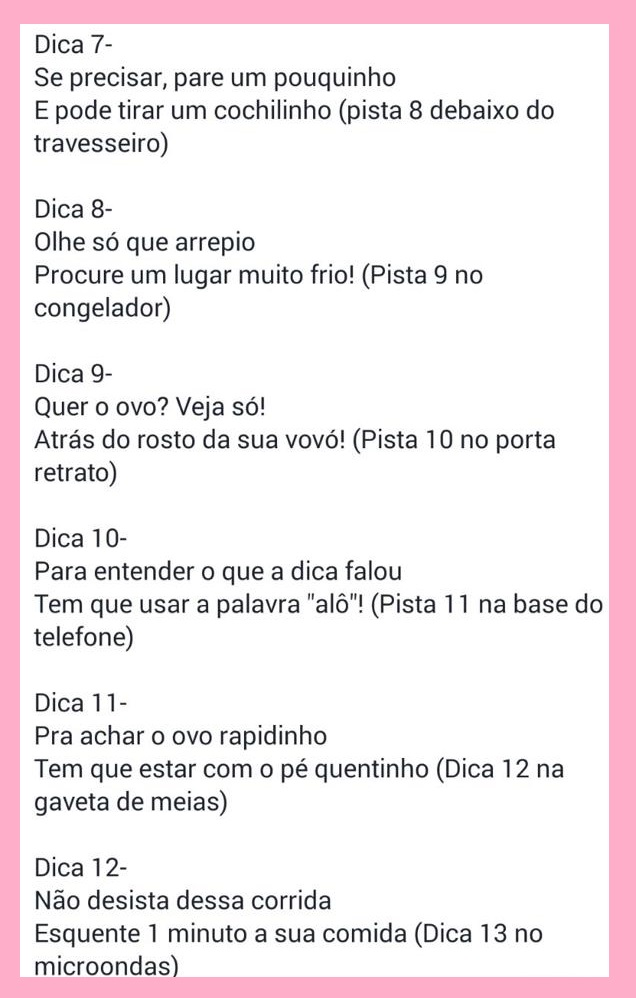 Dica 7-
Se precisar, pare um pouquinho
E pode tirar um cochilinho (pista 8 debaixo do
travesseiro)
Dica 8-
Olhe só que arrepio
Procure um lugar muito frio! (Pista 9 no
congelador)
Dica 9-
Quer o ovo? Veja só!
Atrás do rosto da sua vovó! (Pista 10 no porta
retrato)
Dica 10-
Para entender o que a dica falou
Tem que usar a palavra "alô"! (Pista 11 na base do
telefone)
Dica 11-
Pra achar o ovo rapidinho
Tem que estar com o pé quentinho (Dica 12 na
gaveta de meias)
Dica 12-
Não desista dessa corrida
Esquente 1 minuto a sua comida (Dica 13 no
microondas)